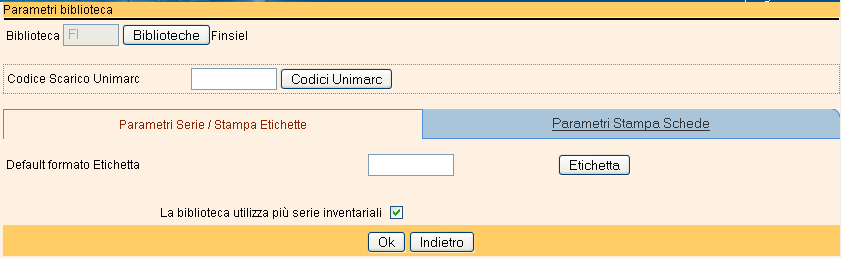 Parametri biblioteca
Biblioteca FI Biblioteche Finsiel
Codice Scarico Unimarc Codici Unimarc
Parametri Serie / Stampa Etichette Parametri Stampa Schede
Default formato Etichetta Etichetta
La biblioteca utilizza più serie inventariali
Ok Indietro